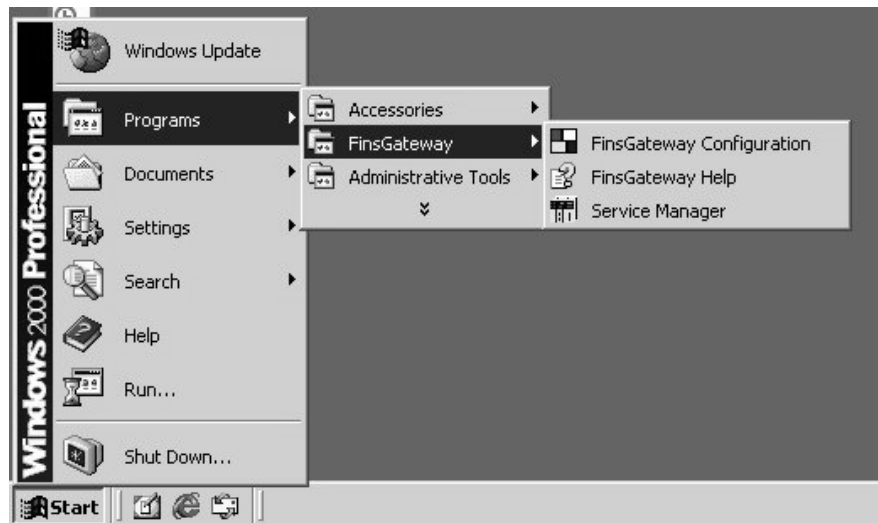 Windows 2000 Professional
Windows Update
Programs
Documents
Settings
Search
Help
Run...
Shut Down...
Accessories
FinsGateway
Administrative Tools
FinsGateway Configuration
FinsGateway Help
Service Manager
Start